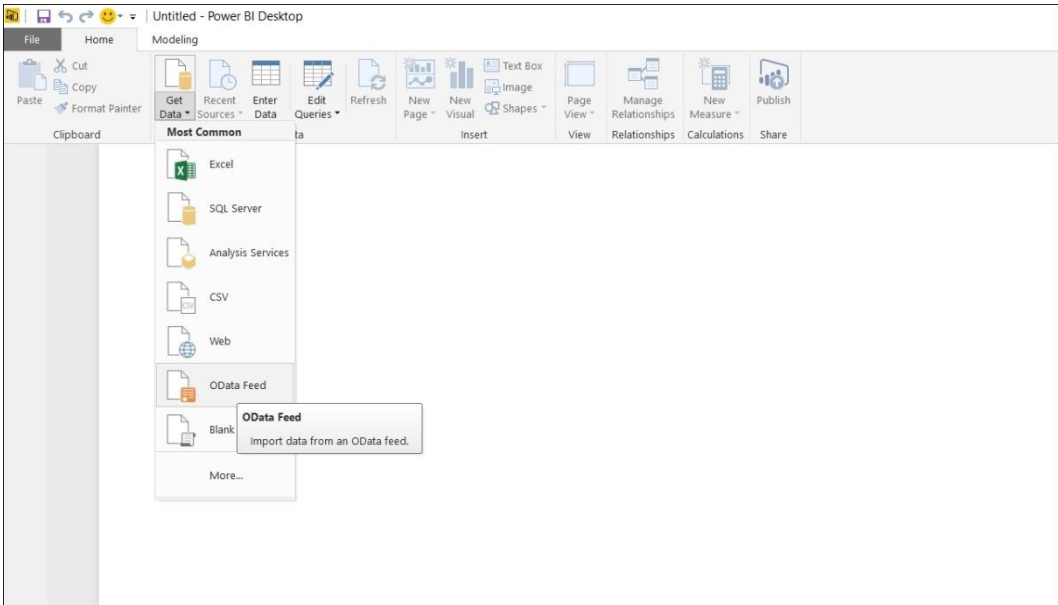 Untitled - Power BI Desktop
File Home Modeling
Paste
Cut
Copy
Format Painter
Clipboard
Get Data
Recent Sources
Enter Data
Edit Queries
Refresh
ta
New Page
New Visual
Text Box
Image
Shapes
Insert
Page View
View
Manage Relationships
Relationships
New Measure
Calculations
Publish
Share
Most Common
Excel
SQL Server
Analysis Services
CSV
CSV
Web
OData Feed
Blank
OData Feed
Import data from an OData feed.
More...